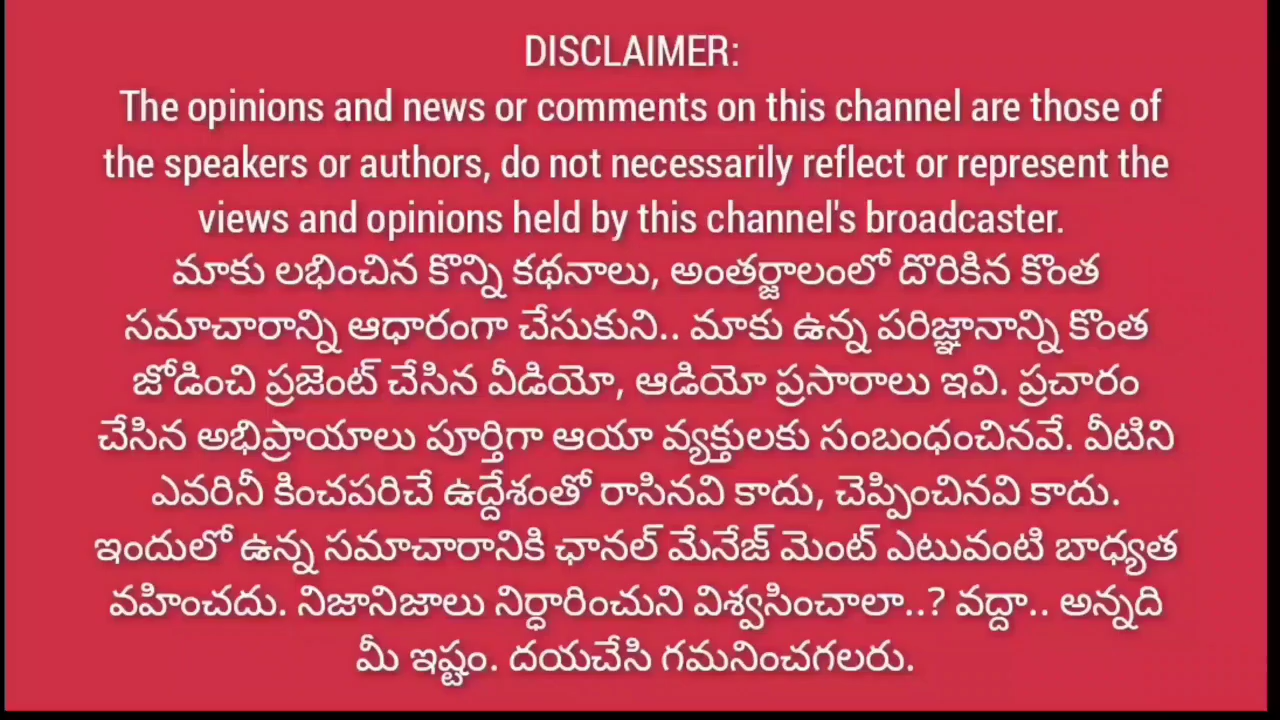 DISCLAIMER:
The opinions and news or comments on this channel are those of
the speakers or authors, do not necessarily reflect or represent the
views and opinions held by this channel's broadcaster.
మాకు లభించిన కొన్ని కథనాలు, అంతర్జాలంలో దొరికిన కొంత
సమాచారాన్ని ఆధారంగా చేసుకుని.. మాకు ఉన్న పరిజ్ఞానాన్ని కొంత
జోడించి ప్రజెంట్ చేసిన వీడియో, ఆడియో ప్రసారాలు ఇవి. ప్రచారం
చేసిన అభిప్రాయాలు పూర్తిగా ఆయా వ్యక్తులకు సంబంధంచినవే. వీటిని
ఎవరినీ కించపరిచే ఉద్దేశంతో రాసినవి కాదు, చెప్పించినవి కాదు.
ఇందులో ఉన్న సమాచారానికి ఛానల్ మేనేజ్ మెంట్ ఎటువంటి బాధ్యత
వహించదు. నిజానిజాలు నిర్ధారించుని విశ్వసించాలా..? వద్దా.. అన్నది
మీ ఇష్టం. దయచేసి గమనించగలరు.